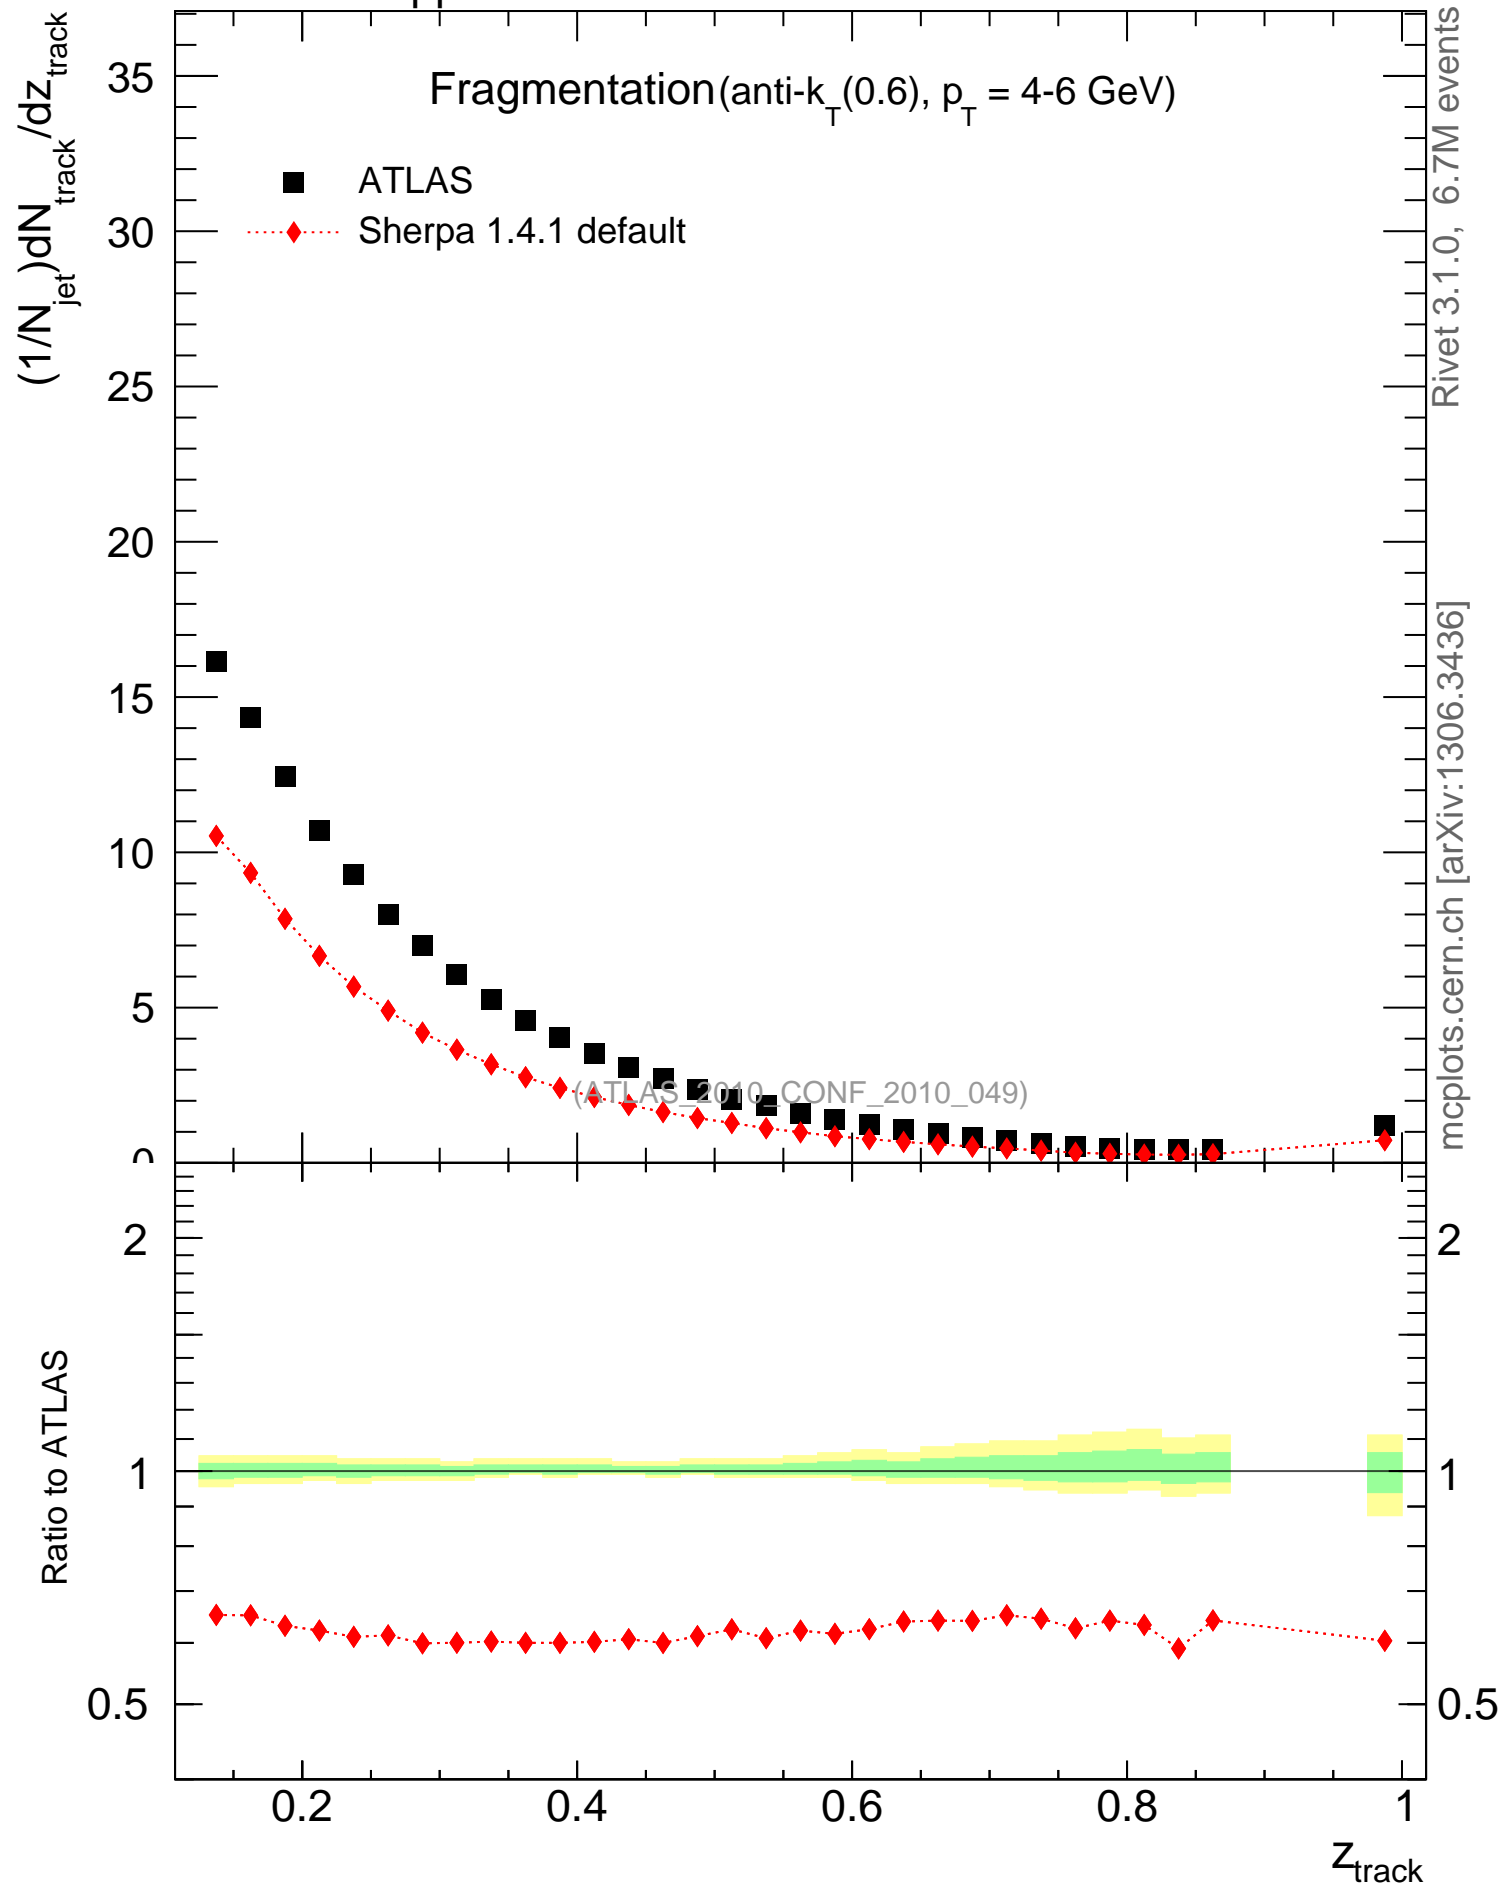 Fragmentation (anti-k_T(0.6), p_T = 4-6 GeV)
ATLAS
Sherpa 1.4.1 default
(1/N_jet)dN_track/dz_track
35
30
25
20
15
10
5
0
(ATLAS_2010_CONF_2010_049)
Rivet 3.1.0, 6.7M events
mcplots.cern.ch [arXiv:1306.3436]
Ratio to ATLAS
2
1
0.5
2
1
0.5
0.2
0.4
0.6
0.8
1
z_track